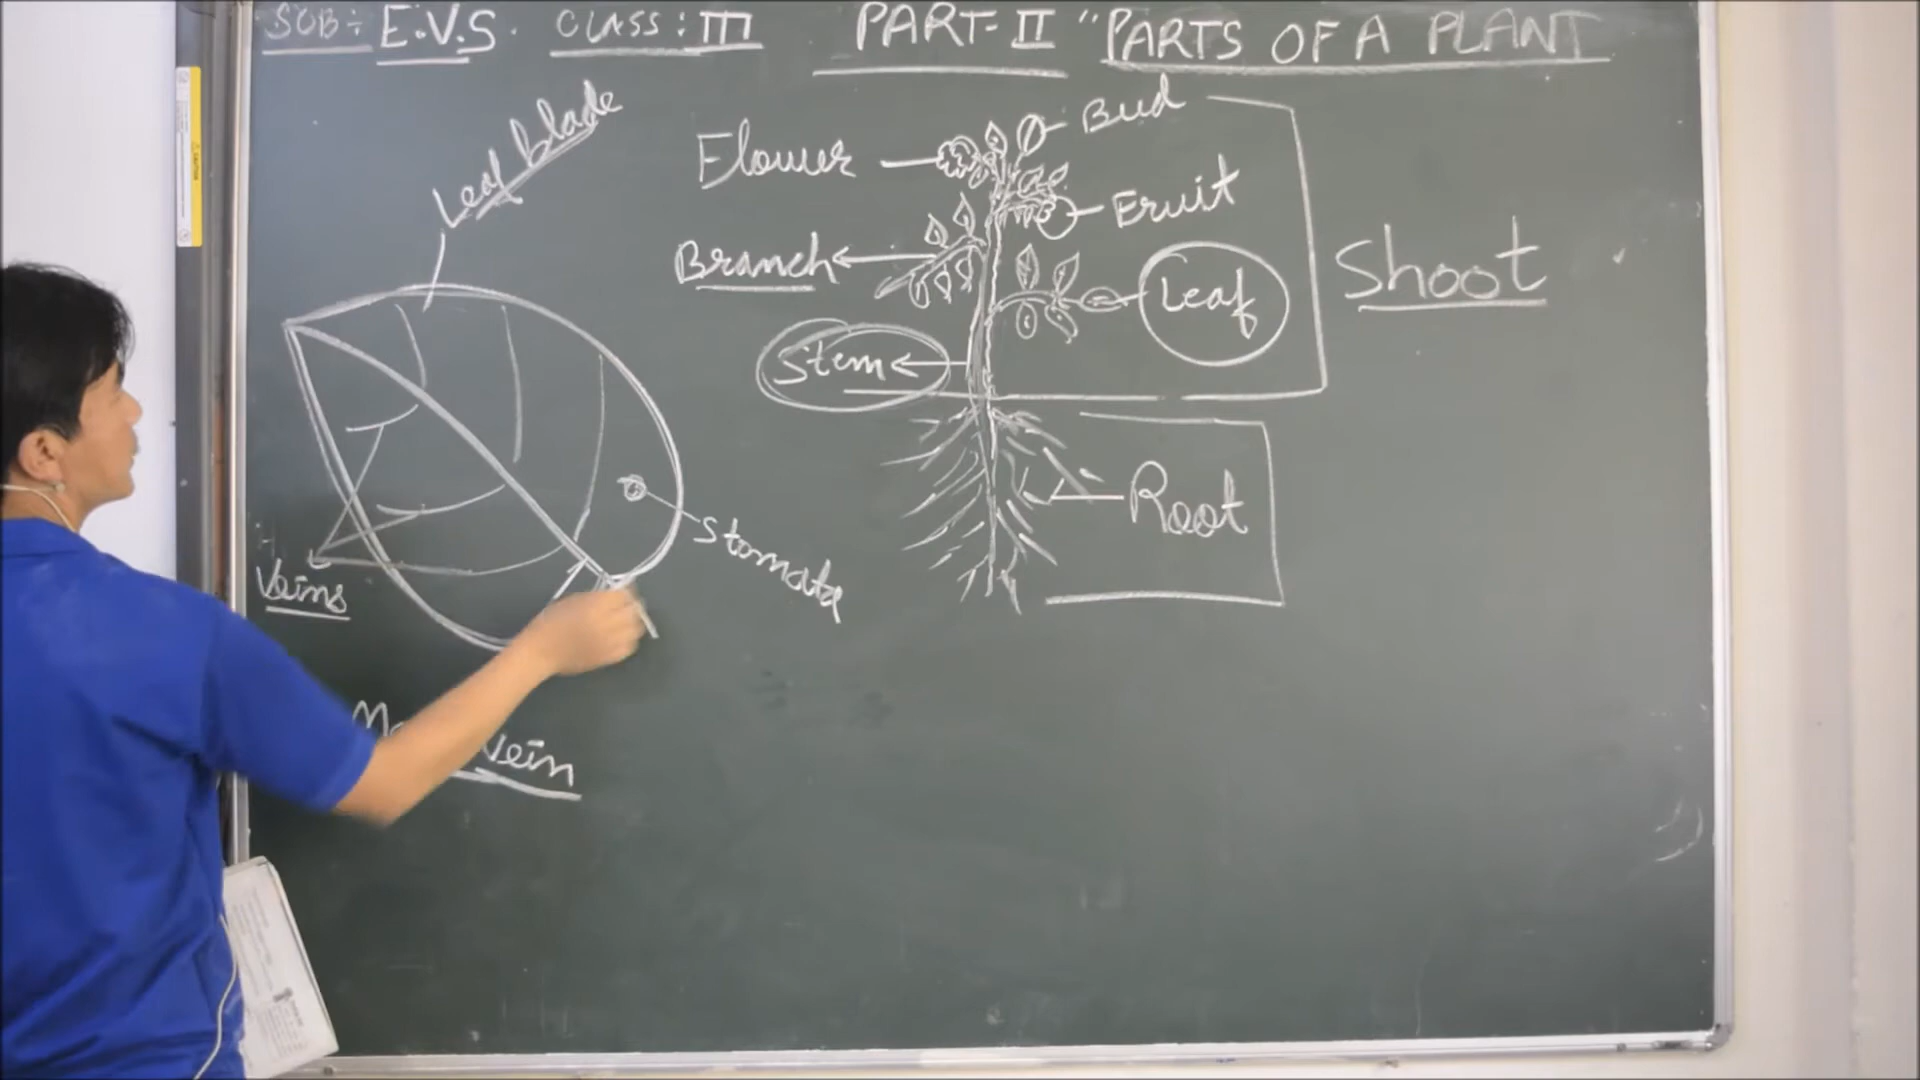 SUB:- E.V.S. CLASS: III PART-II "PARTS OF A PLANT
Leaf blade
Flower
Bud
Fruit
Branch
Leaf
Shoot
Stem
Root
Stomata
Veins
Vein